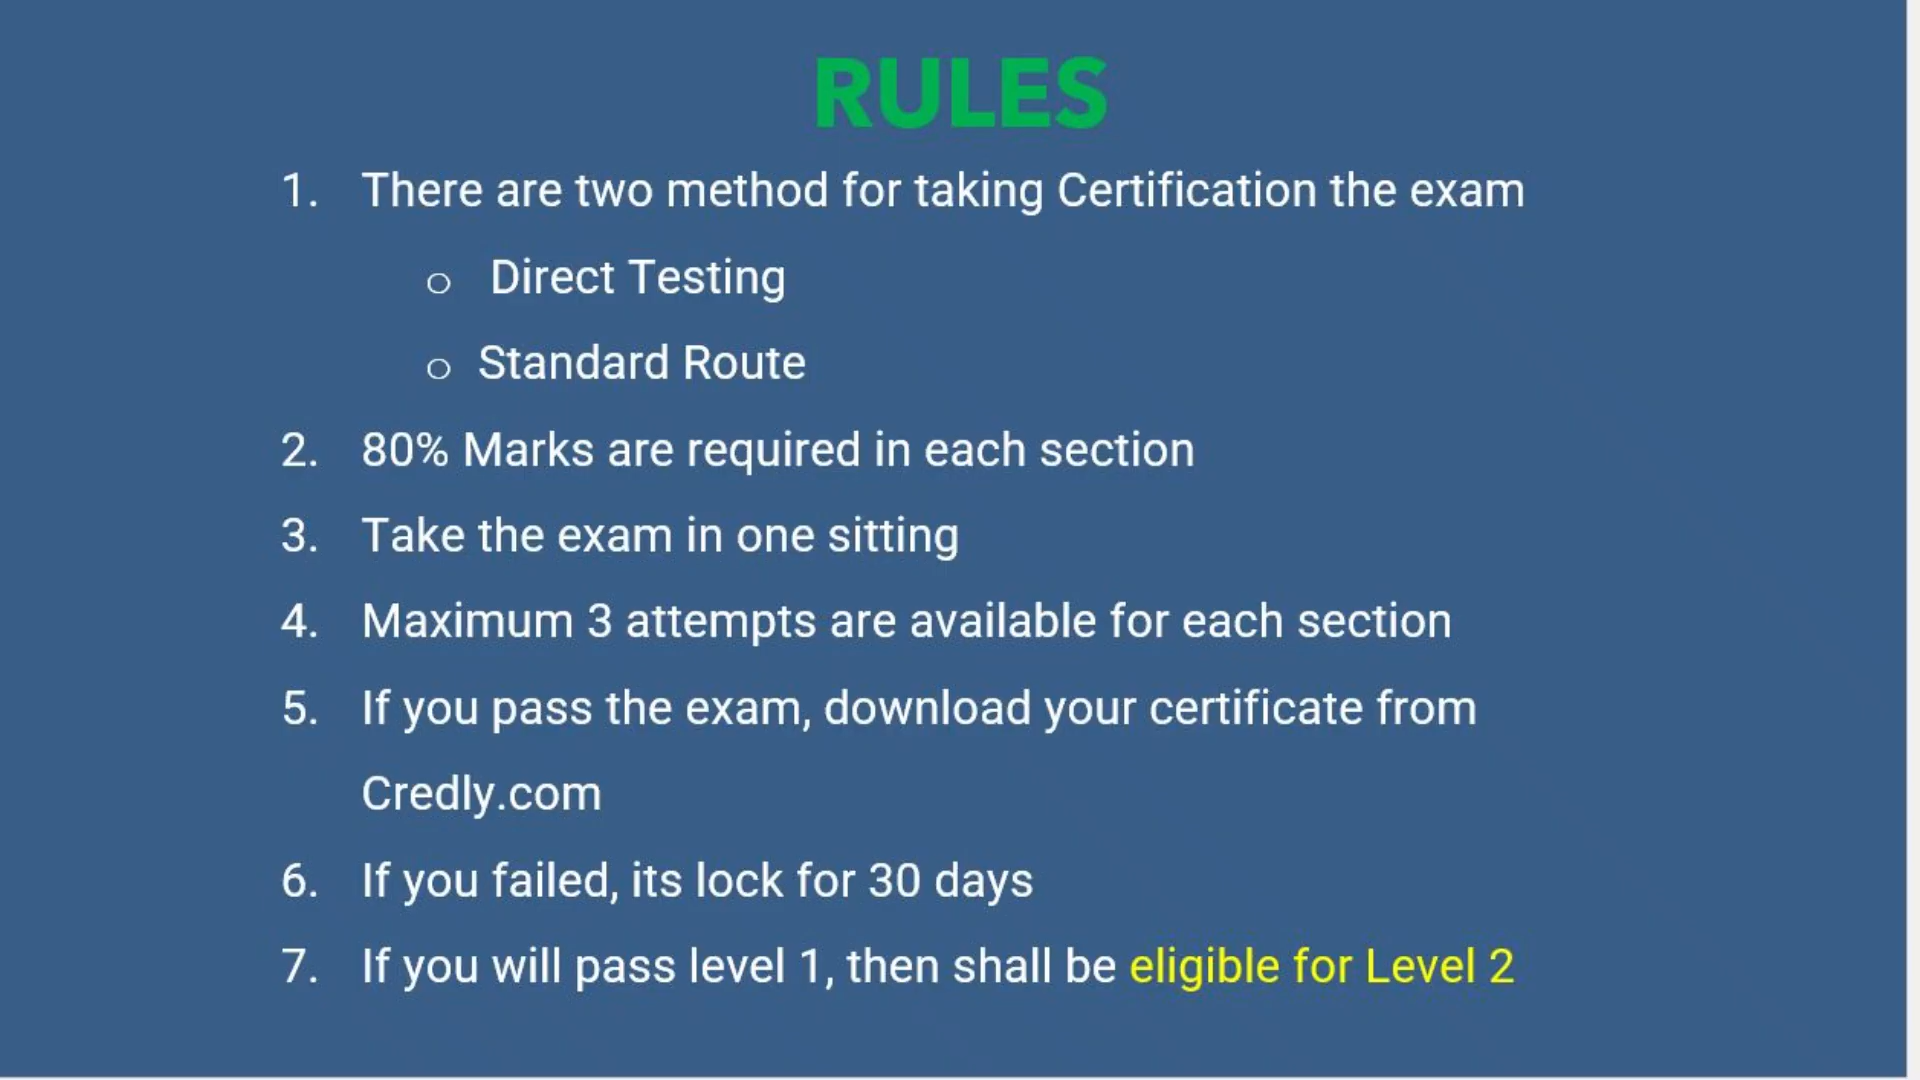 RULES
1. There are two method for taking Certification the exam
o Direct Testing
o Standard Route
2. 80% Marks are required in each section
3. Take the exam in one sitting
4. Maximum 3 attempts are available for each section
5. If you pass the exam, download your certificate from
Credly.com
6. If you failed, its lock for 30 days
7. If you will pass level 1, then shall be eligible for Level 2